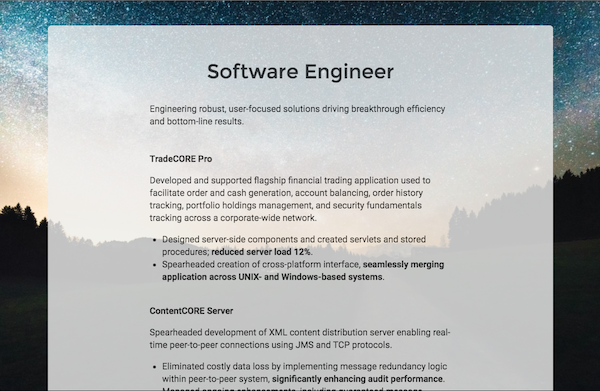 Software Engineer
Engineering robust, user-focused solutions driving breakthrough efficiency
and bottom-line results.
TradeCORE Pro
Developed and supported flagship financial trading application used to
facilitate order and cash generation, account balancing, order history
tracking, portfolio holdings management, and security fundamentals
tracking across a corporate-wide network.
• Designed server-side components and created servlets and stored
procedures; reduced server load 12%.
• Spearheaded creation of cross-platform interface, seamlessly merging
application across UNIX- and Windows-based systems.
ContentCORE Server
Spearheaded development of XML content distribution server enabling real-
time peer-to-peer connections using JMS and TCP protocols.
• Eliminated costly data loss by implementing message redundancy logic
within peer-to-peer system, significantly enhancing audit performance.